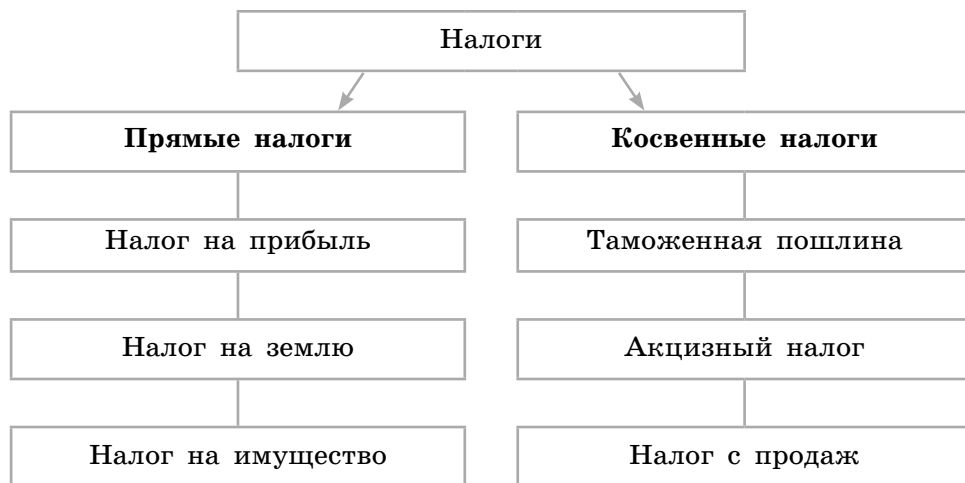 Налоги
Прямые налоги
Косвенные налоги
Налог на прибыль
Таможенная пошлина
Налог на землю
Акцизный налог
Налог на имущество
Налог с продаж